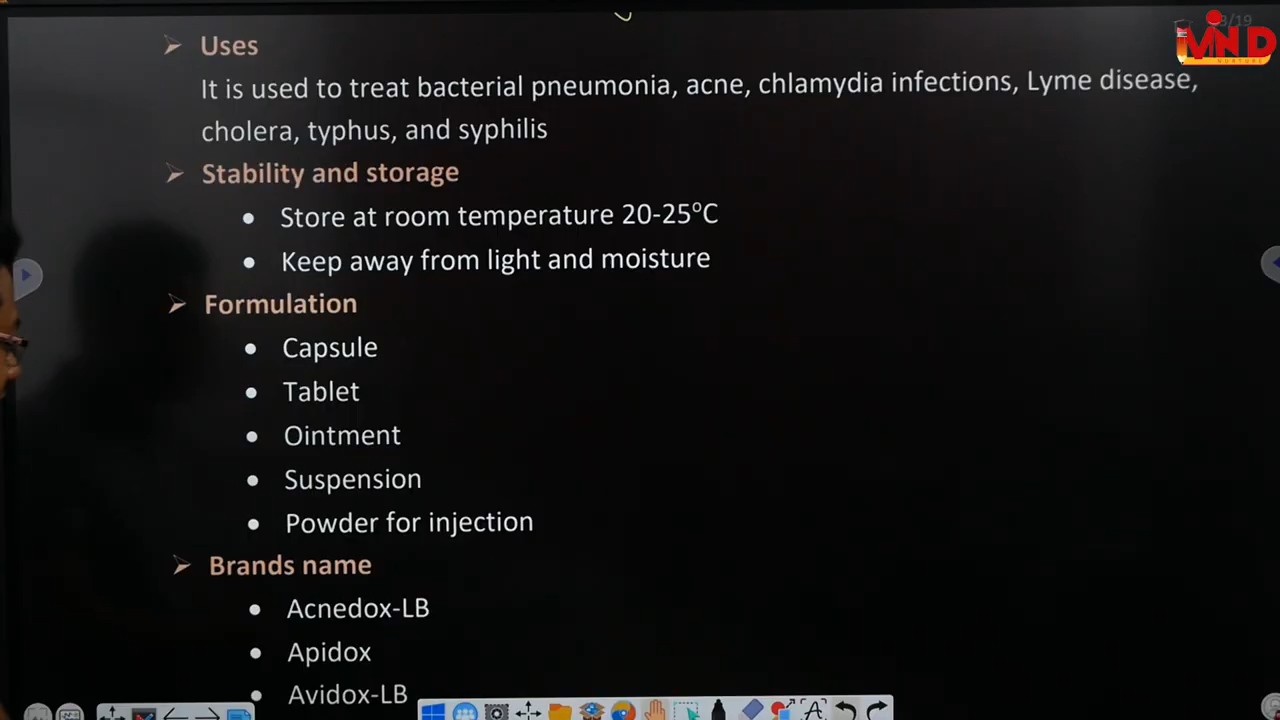 Uses
It is used to treat bacterial pneumonia, acne, chlamydia infections, Lyme disease,
cholera, typhus, and syphilis
Stability and storage
Store at room temperature 20-25°C
Keep away from light and moisture
Formulation
Capsule
Tablet
Ointment
Suspension
Powder for injection
Brands name
Acnedox-LB
Apidox
Avidox-LB
MIND
NURTURE